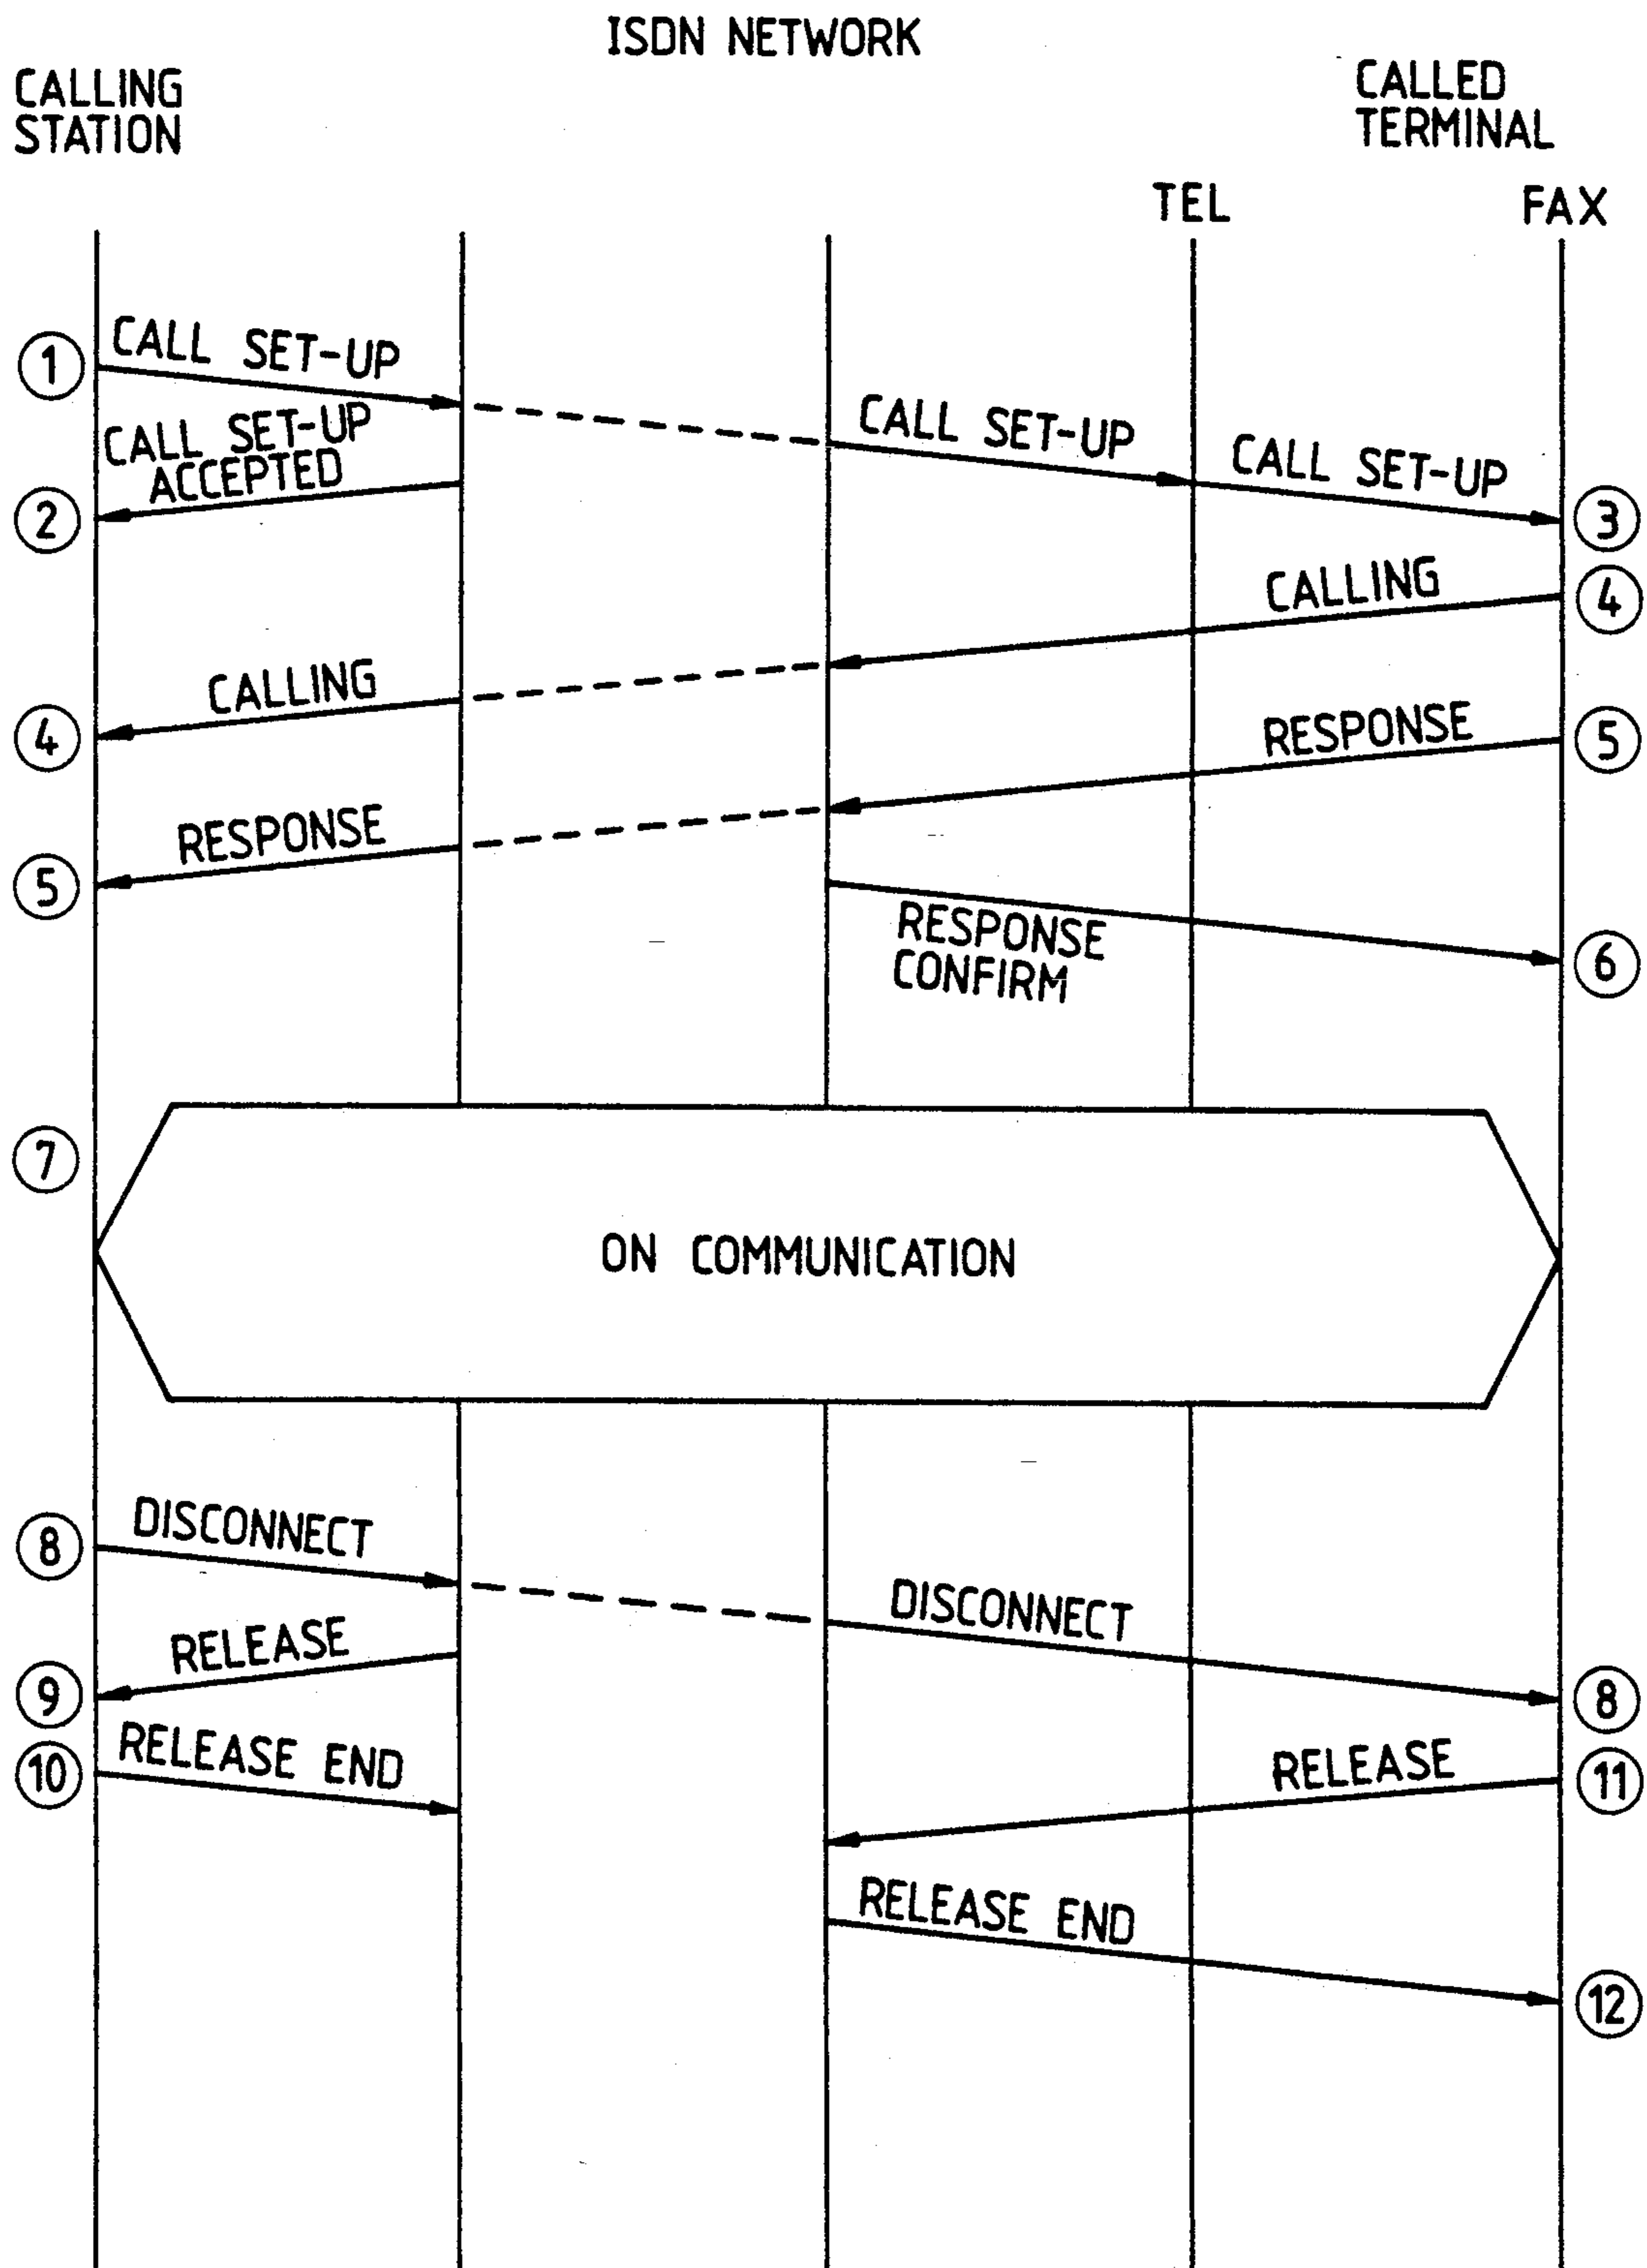 ISDN NETWORK
CALLING
STATION
CALLED
TERMINAL
TEL
FAX
1
CALL SET-UP
CALL SET-UP
ACCEPTED
CALL SET-UP
CALL SET-UP
2
3
CALLING
4
CALLING
4
RESPONSE
5
RESPONSE
5
RESPONSE
CONFIRM
6
7
ON COMMUNICATION
8
DISCONNECT
DISCONNECT
RELEASE
9
8
10
RELEASE END
RELEASE
11
RELEASE END
12